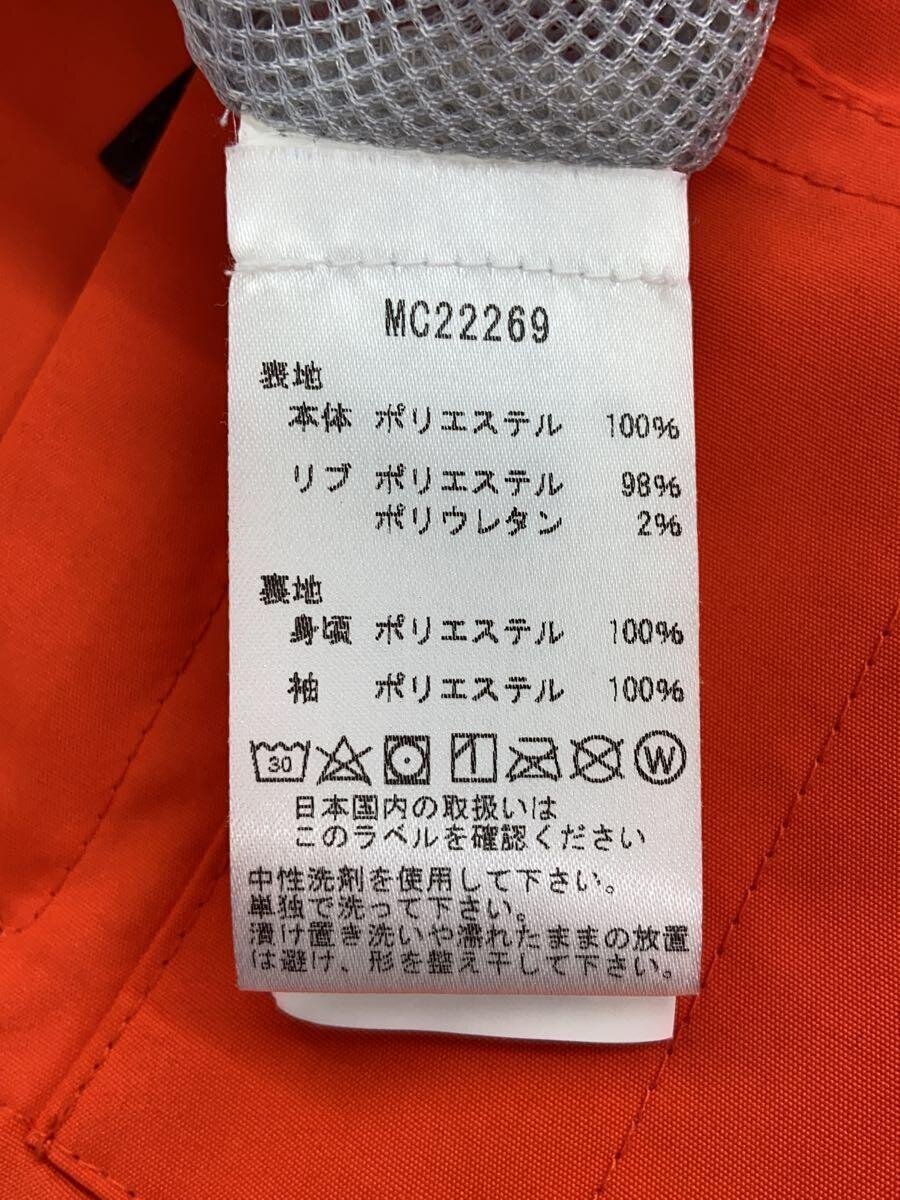 MC22269
表地
本体 ポリエステル 100%
リブ ポリエステル 98%
ポリウレタン 2%
裏地
身頃 ポリエステル 100%
袖 ポリエステル 100%
30 W
日本国内の取扱いは
このラベルを確認ください
中性洗剤を使用して下さい。
単独で洗って下さい。
漬け置き洗いや濡れたままの放置
は避け、形を整え干して下さい。